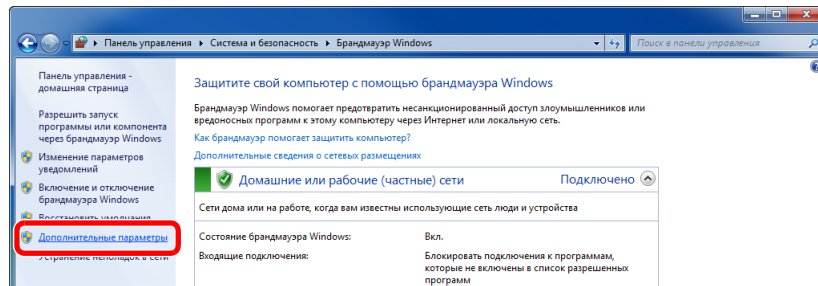 Панель управления ▸ Система и безопасность ▸ Брандмауэр Windows
Поиск в панели управления
Панель управления -
домашняя страница
Разрешить запуск
программы или компонента
через брандмауэр Windows
Изменение параметров
уведомлений
Включение и отключение
брандмауэра Windows
Восстановить умолчания
Дополнительные параметры
Устранение неполадок в сети
Защитите свой компьютер с помощью брандмауэра Windows
Брандмауэр Windows помогает предотвратить несанкционированный доступ злоумышленников или
вредоносных программ к этому компьютеру через Интернет или локальную сеть.
Как брандмауэр помогает защитить компьютер?
Дополнительные сведения о сетевых размещениях
Домашние или рабочие (частные) сети Подключено
Сети дома или на работе, когда вам известны использующие сеть люди и устройства
Состояние брандмауэра Windows: Вкл.
Входящие подключения: Блокировать подключения к программам,
которые не включены в список разрешенных
программ